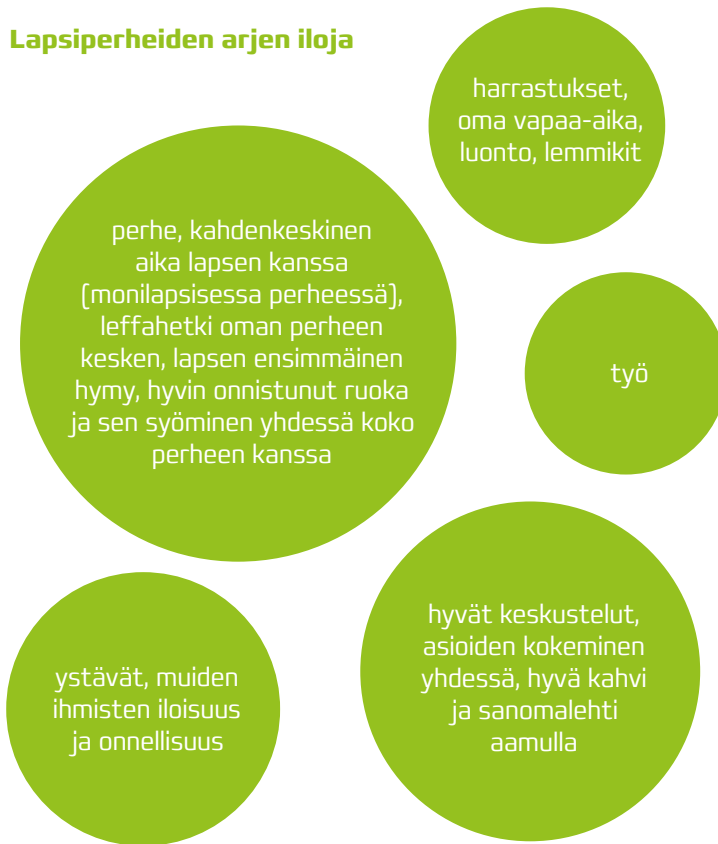 Lapsiperheiden arjen iloja
harrastukset,
oma vapaa-aika,
luonto, lemmikit
perhe, kahdenkeskinen
aika lapsen kanssa
(monilapsisessa perheessä),
leffahetki oman perheen
kesken, lapsen ensimmäinen
hymy, hyvin onnistunut ruoka
ja sen syöminen yhdessä koko
perheen kanssa
työ
hyvät keskustelut,
asioiden kokeminen
yhdessä, hyvä kahvi
ja sanomalehti
aamulla
ystävät, muiden
ihmisten iloisuus
ja onnellisuus